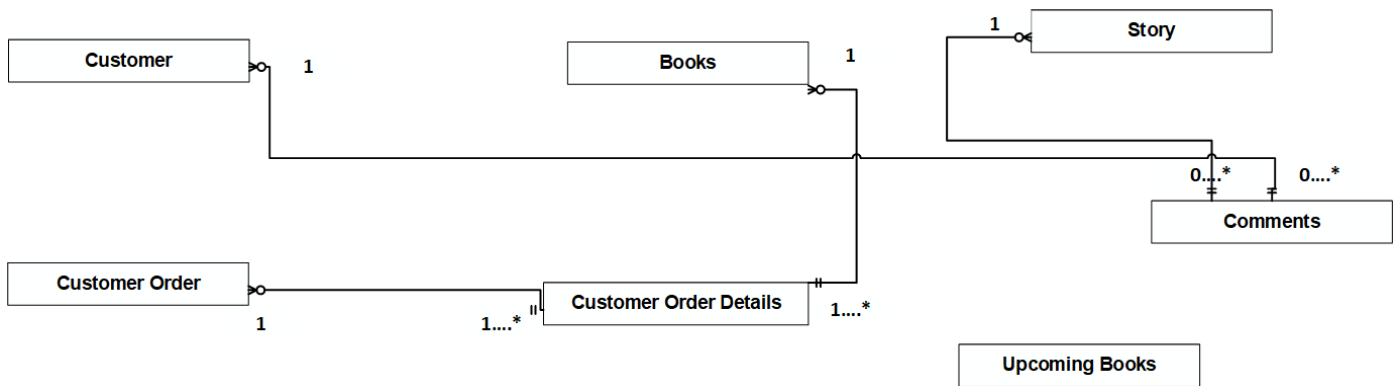 Story
1
Customer
1
Books
1
0....*
0....*
Comments
Customer Order
1
1....*
Customer Order Details
1....*
Upcoming Books